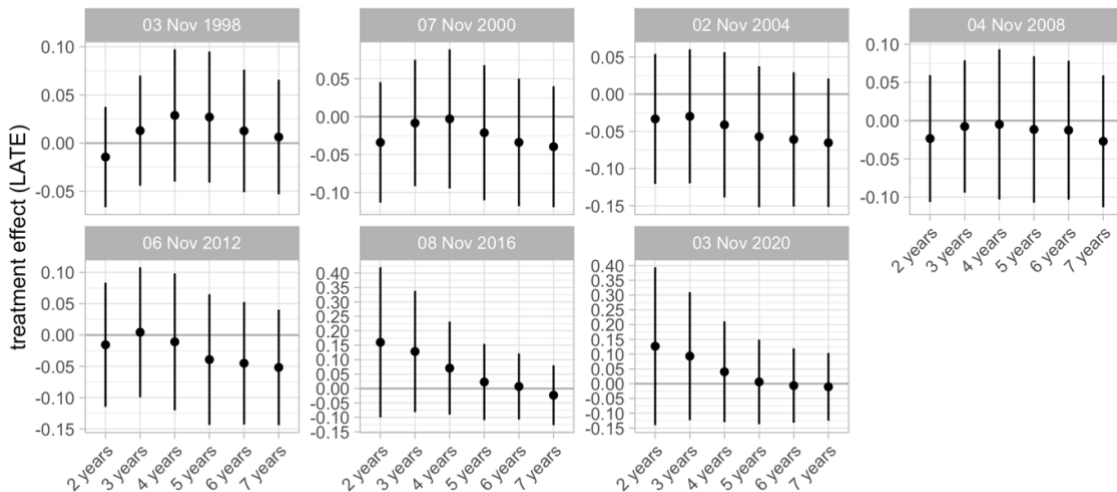 treatment effect (LATE)
03 Nov 1998
0.10
0.05
0.00
-0.05
07 Nov 2000
0.05
0.00
-0.05
-0.10
02 Nov 2004
0.05
0.00
-0.05
-0.10
-0.15
04 Nov 2008
0.10
0.05
0.00
-0.05
-0.10
2 years
3 years
4 years
5 years
6 years
7 years
06 Nov 2012
0.10
0.05
0.00
-0.05
-0.10
-0.15
2 years
3 years
4 years
5 years
6 years
7 years
08 Nov 2016
0.40
0.35
0.30
0.25
0.20
0.15
0.10
0.05
0.00
-0.05
-0.10
-0.15
2 years
3 years
4 years
5 years
6 years
7 years
03 Nov 2020
0.40
0.35
0.30
0.25
0.20
0.15
0.10
0.05
0.00
-0.05
-0.10
-0.15
2 years
3 years
4 years
5 years
6 years
7 years